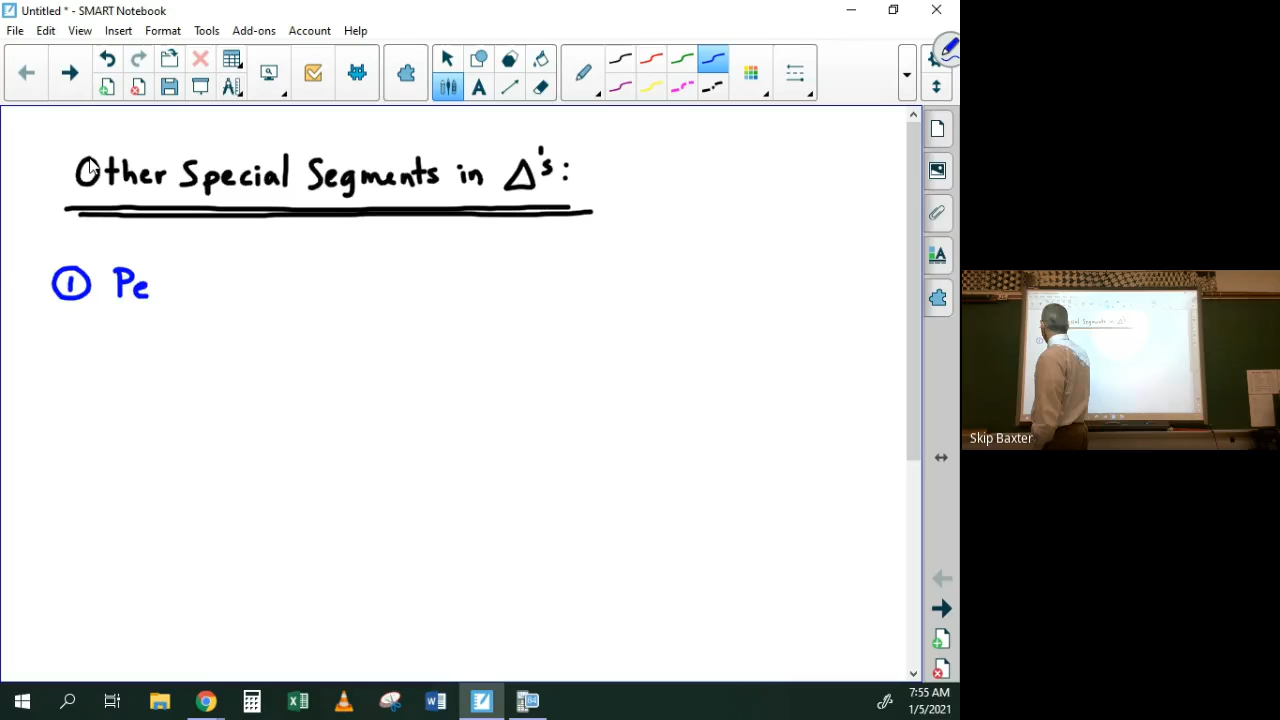 Untitled * - SMART Notebook
File Edit View Insert Format Tools Add-ons Account Help
Other Special Segments in Δ's:
① Pe
Skip Baxter
7:55 AM
1/5/2021